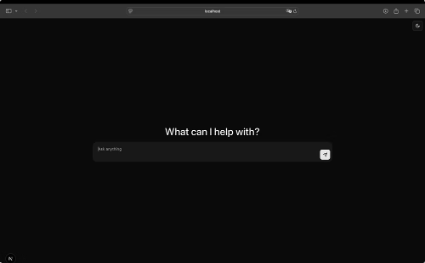 localhost
What can I help with?
Ask anything
N